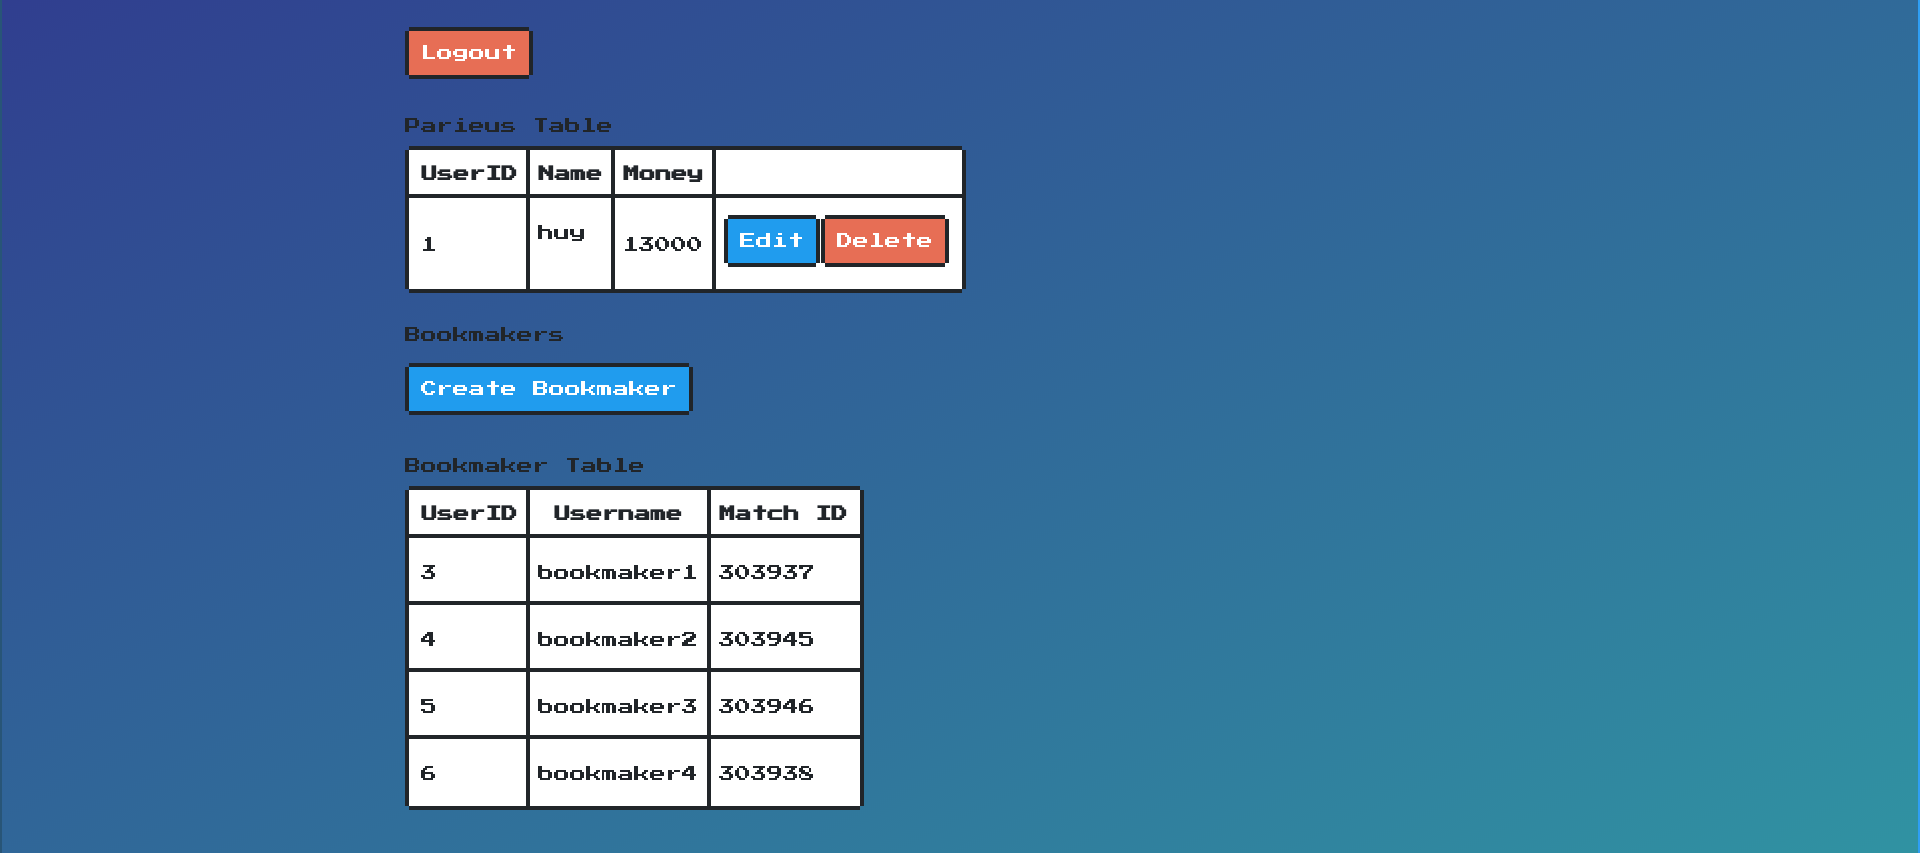 Logout
Parieus Table
UserID Name Money
1 huy 13000 Edit Delete
Bookmakers
Create Bookmaker
Bookmaker Table
UserID Username Match ID
3 bookmaker1 303937
4 bookmaker2 303945
5 bookmaker3 303946
6 bookmaker4 303938